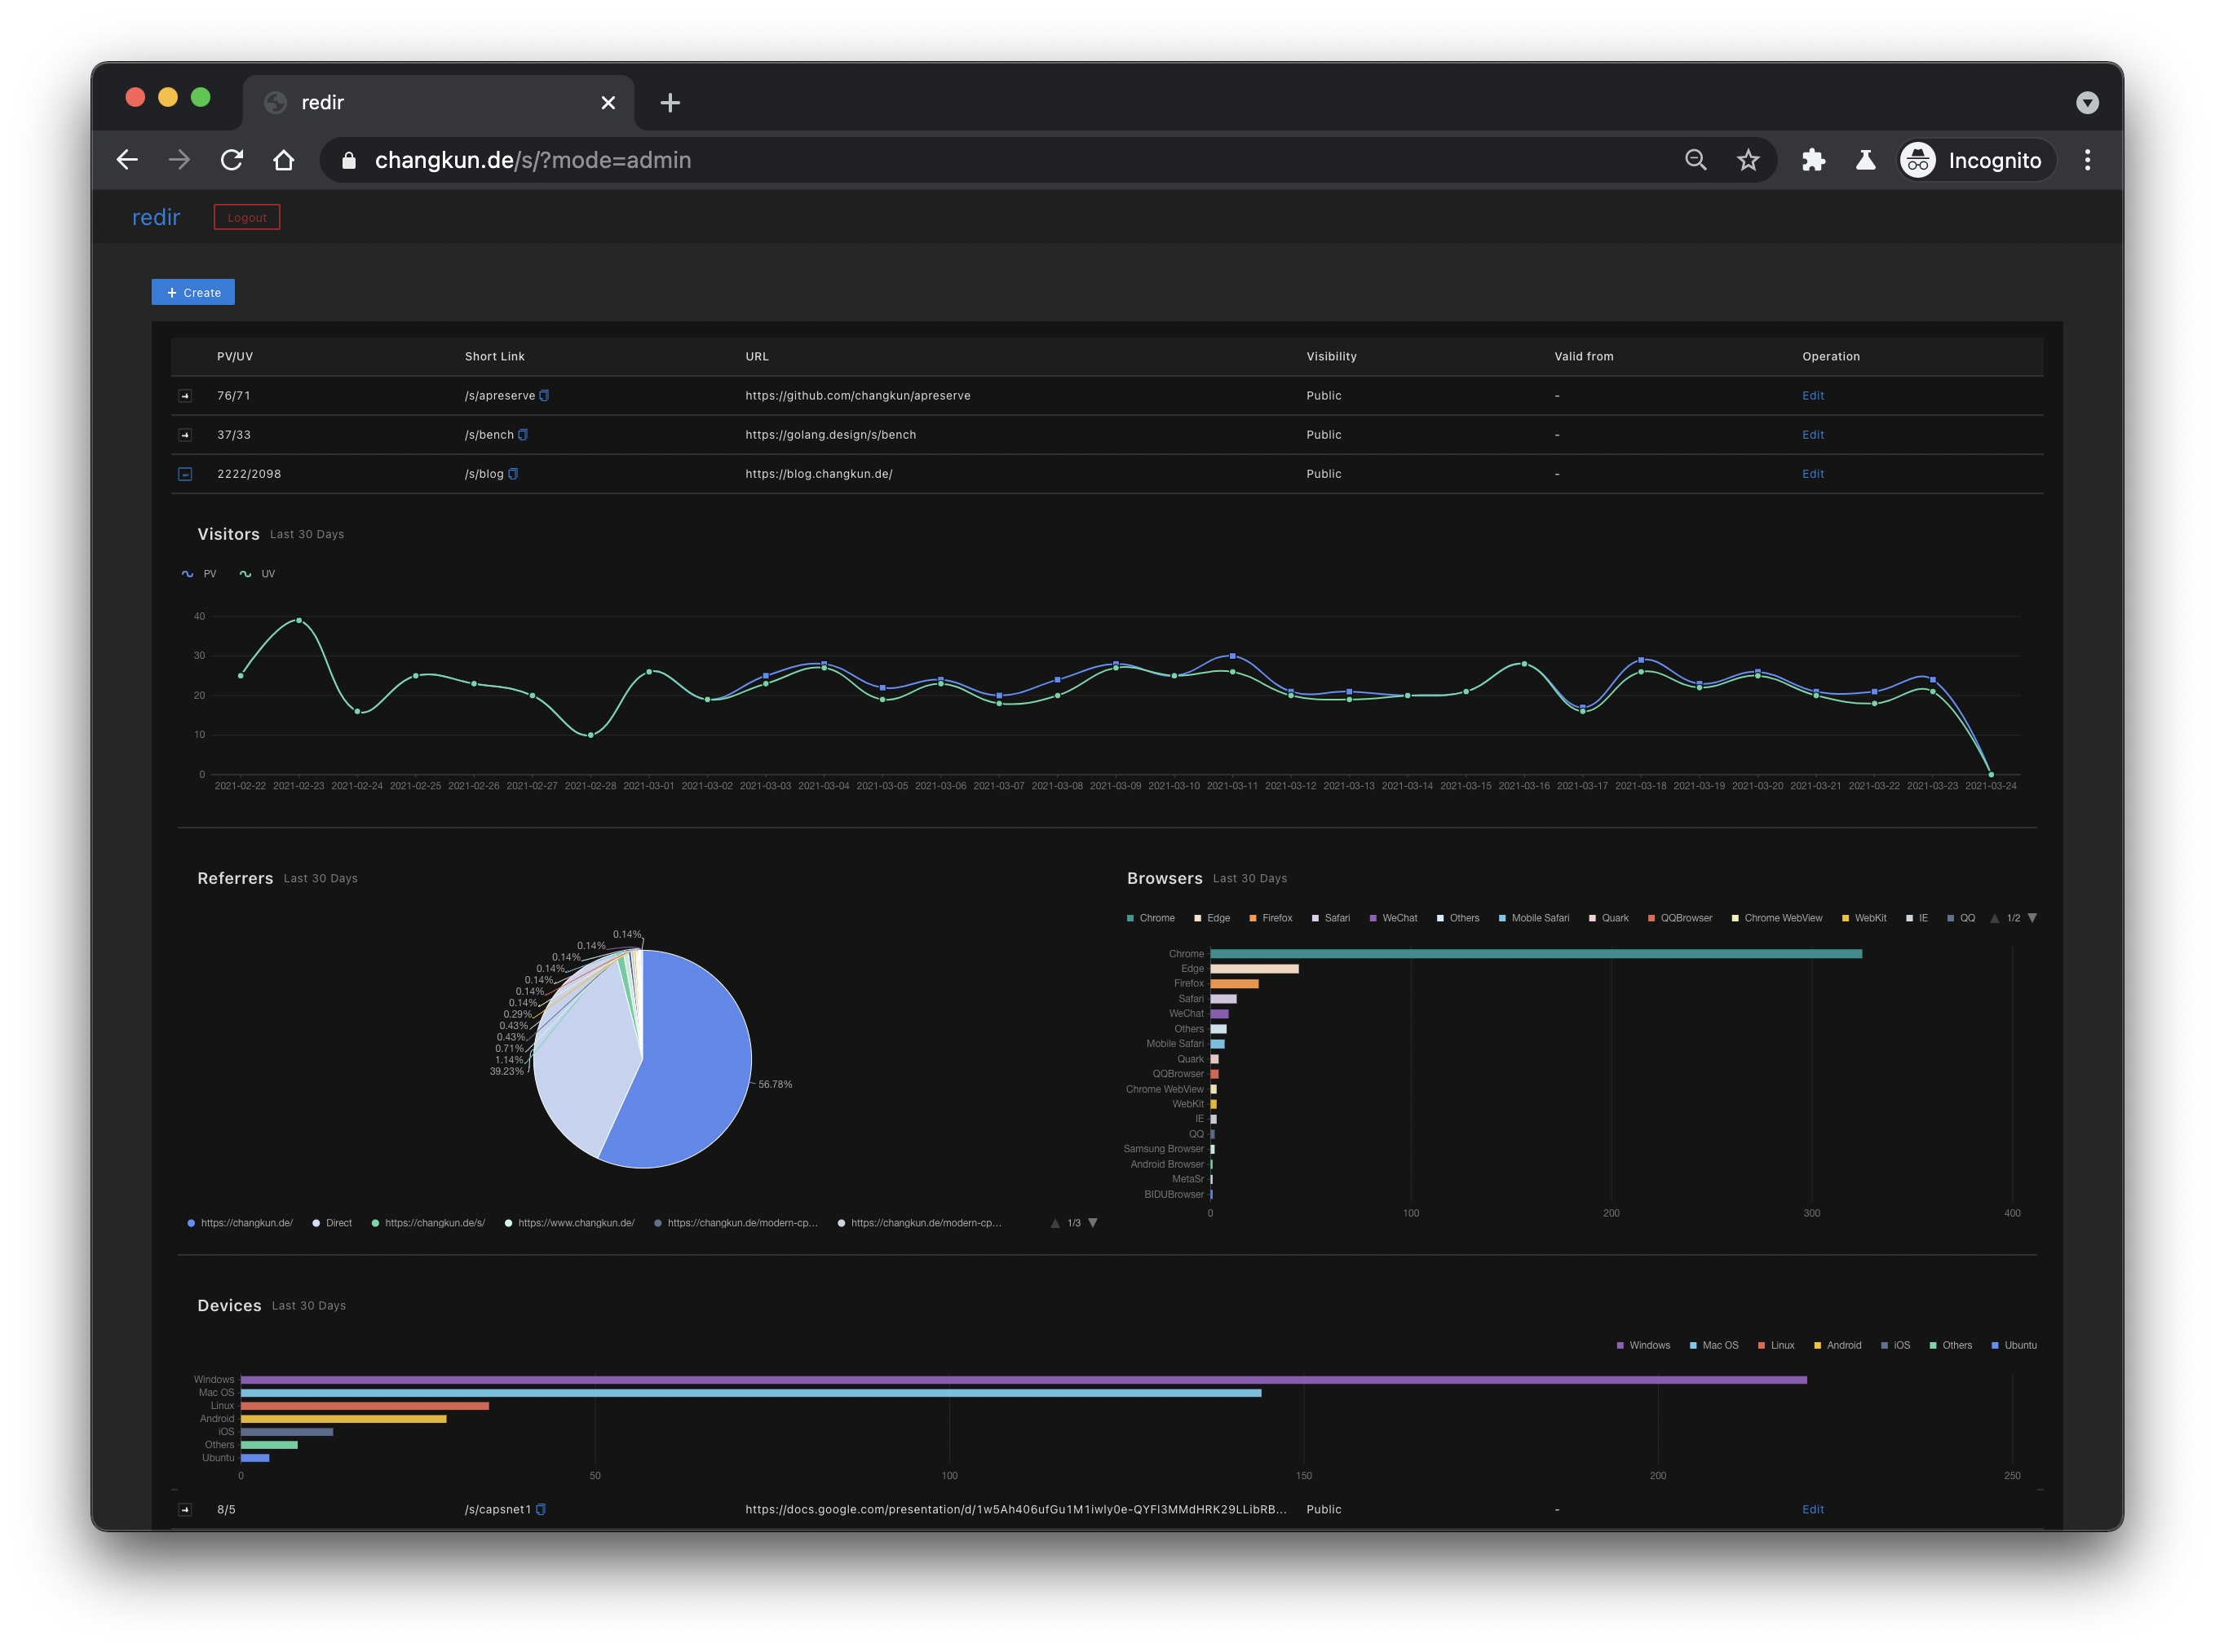 redir
changkun.de/s/?mode=admin
Incognito
redir Logout
+ Create
PV/UV Short Link URL Visibility Valid from Operation
76/71 /s/apreserve https://github.com/changkun/apreserve Public - Edit
37/33 /s/bench https://golang.design/s/bench Public - Edit
2222/2098 /s/blog https://blog.changkun.de/ Public - Edit
Visitors Last 30 Days
PV UV
40
30
20
10
0
2021-02-22 2021-02-23 2021-02-24 2021-02-25 2021-02-26 2021-02-27 2021-02-28 2021-03-01 2021-03-02 2021-03-03 2021-03-04 2021-03-05 2021-03-06 2021-03-07 2021-03-08 2021-03-09 2021-03-10 2021-03-11 2021-03-12 2021-03-13 2021-03-14 2021-03-15 2021-03-16 2021-03-17 2021-03-18 2021-03-19 2021-03-20 2021-03-21 2021-03-22 2021-03-23 2021-03-24
Referrers Last 30 Days
0.14%
0.14%
0.14%
0.14%
0.14%
0.14%
0.14%
0.29%
0.43%
0.43%
0.71%
1.14%
39.23%
56.78%
https://changkun.de/ Direct https://changkun.de/s/ https://www.changkun.de/ https://changkun.de/modern-cp... https://changkun.de/modern-cp... 1/3
Browsers Last 30 Days
Chrome Edge Firefox Safari WeChat Others Mobile Safari Quark QQBrowser Chrome WebView WebKit IE QQ 1/2
Chrome
Edge
Firefox
Safari
WeChat
Others
Mobile Safari
Quark
QQBrowser
Chrome WebView
WebKit
IE
QQ
Samsung Browser
Android Browser
MetaSr
BIDUBrowser
0 100 200 300 400
Devices Last 30 Days
Windows Mac OS Linux Android iOS Others Ubuntu
Windows
Mac OS
Linux
Android
iOS
Others
Ubuntu
0 50 100 150 200 250
8/5 /s/capsnet1 https://docs.google.com/presentation/d/1w5Ah406ufGu1M1iwly0e-QYFI3MMdHRK29LLibRB... Public - Edit